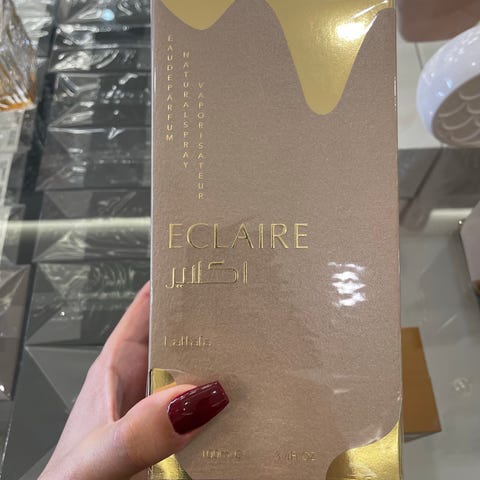 EAU DE PARFUM
NATURAL SPRAY
VAPORISATEUR
ECLAIRE
اكلير
Lattafa